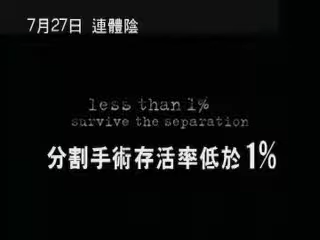 7月27日 連體陰
less than 1%
survive the separation
分割手術存活率低於1%